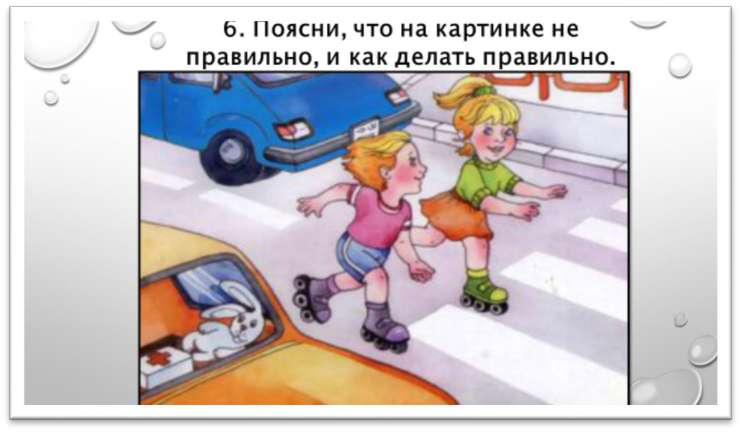 6. Поясни, что на картинке не
правильно, и как делать правильно.